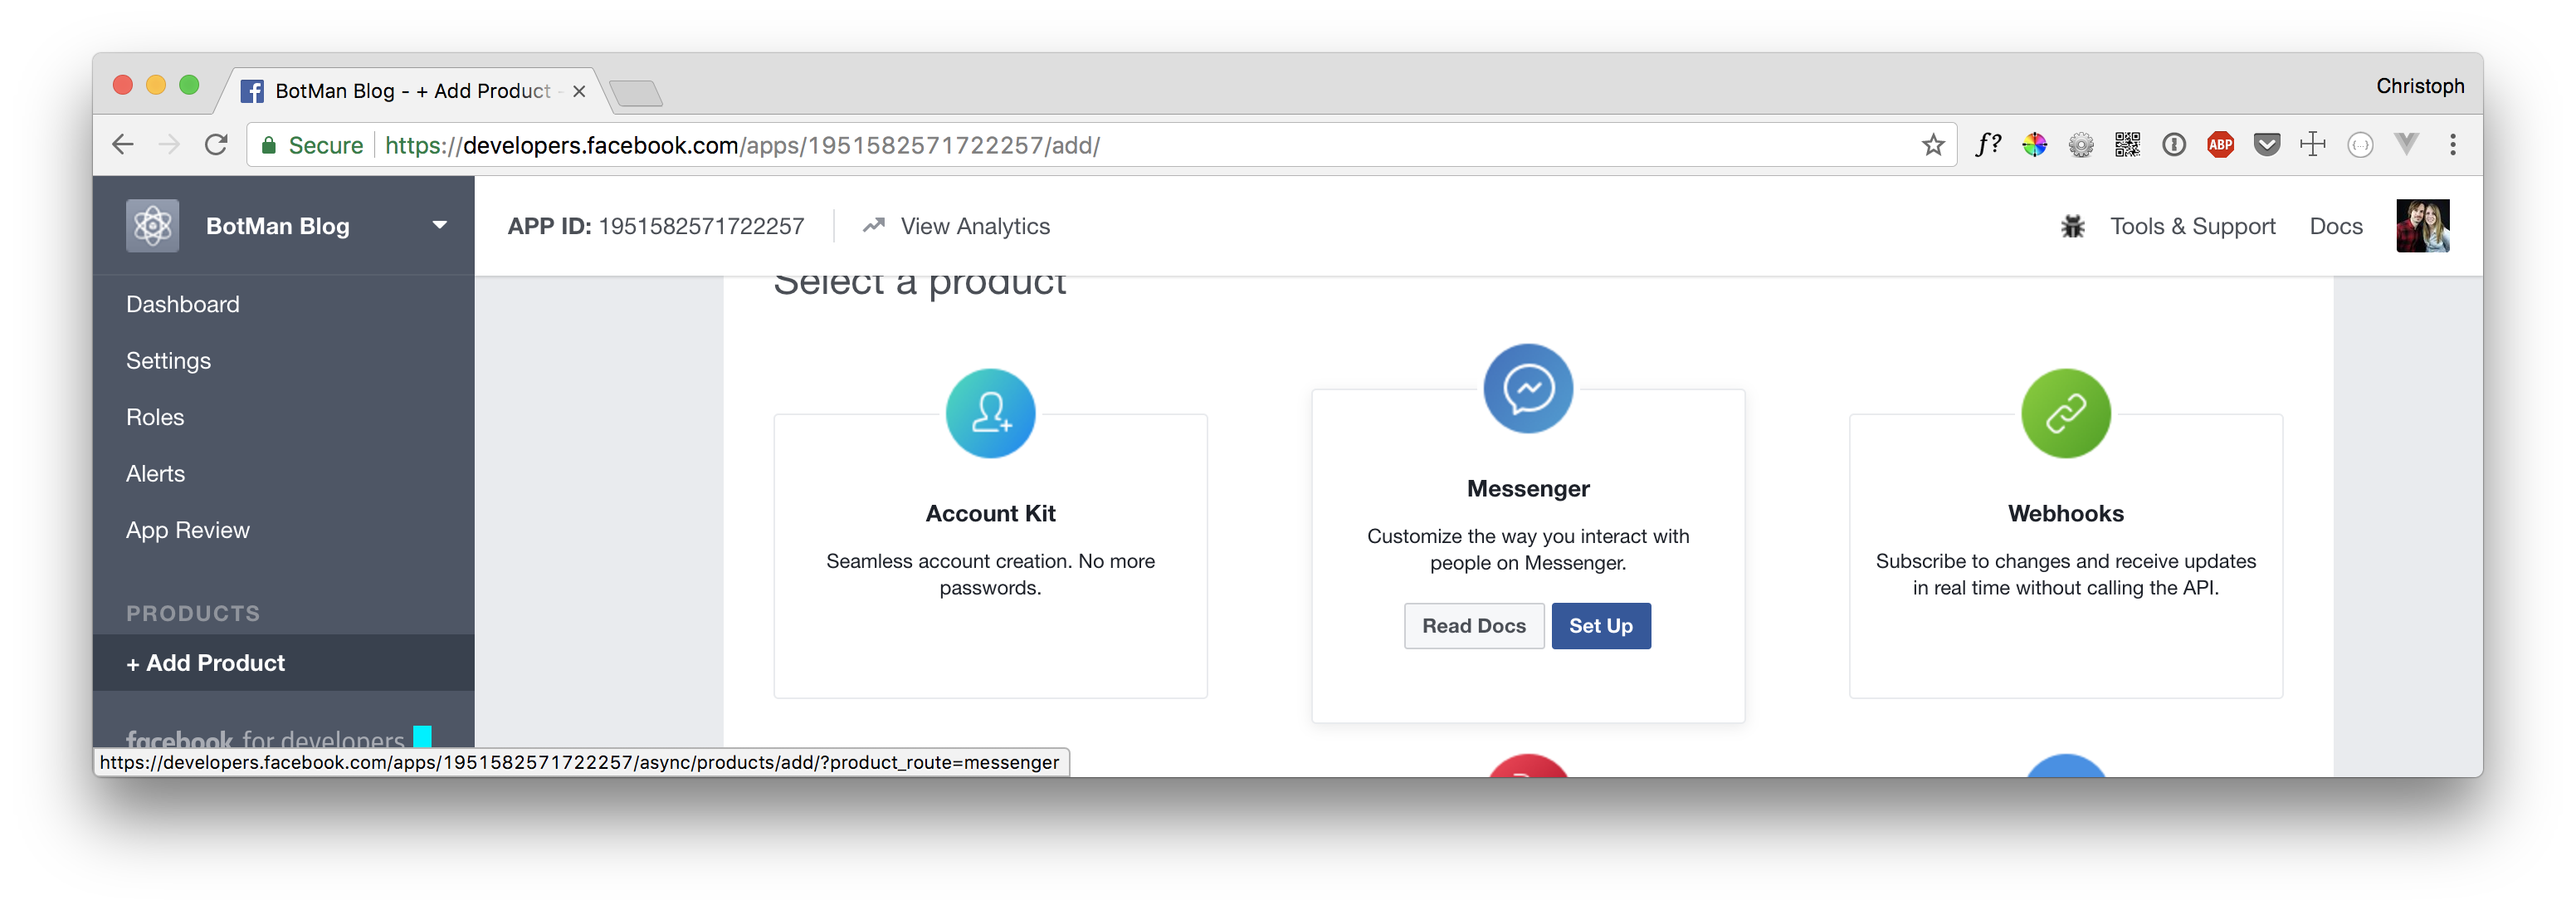 BotMan Blog - + Add Product -
Christoph
Secure https://developers.facebook.com/apps/1951582571722257/add/
f?
ABP
BotMan Blog
APP ID: 1951582571722257
View Analytics
Tools & Support
Docs
Dashboard
Settings
Roles
Alerts
App Review
PRODUCTS
+ Add Product
facebook for developers
Select a product
Account Kit
Seamless account creation. No more
passwords.
Messenger
Customize the way you interact with
people on Messenger.
Read Docs
Set Up
Webhooks
Subscribe to changes and receive updates
in real time without calling the API.
https://developers.facebook.com/apps/1951582571722257/async/products/add/?product_route=messenger